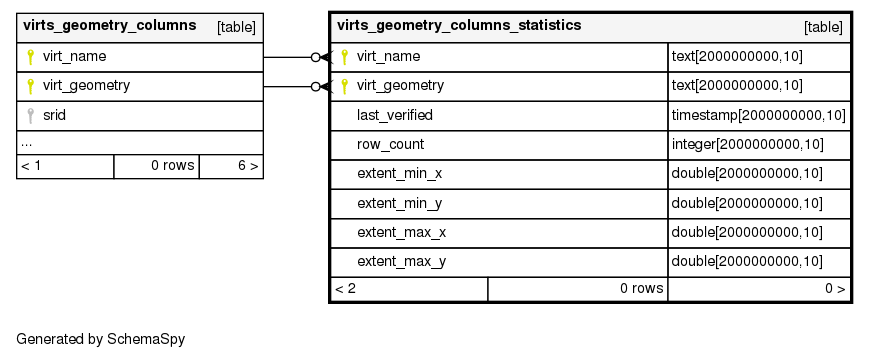 virts_geometry_columns [table]
virt_name
virt_geometry
srid
...
< 1 0 rows 6 >
virts_geometry_columns_statistics [table]
virt_name text[2000000000,10]
virt_geometry text[2000000000,10]
last_verified timestamp[2000000000,10]
row_count integer[2000000000,10]
extent_min_x double[2000000000,10]
extent_min_y double[2000000000,10]
extent_max_x double[2000000000,10]
extent_max_y double[2000000000,10]
< 2 0 rows 0 >
Generated by SchemaSpy